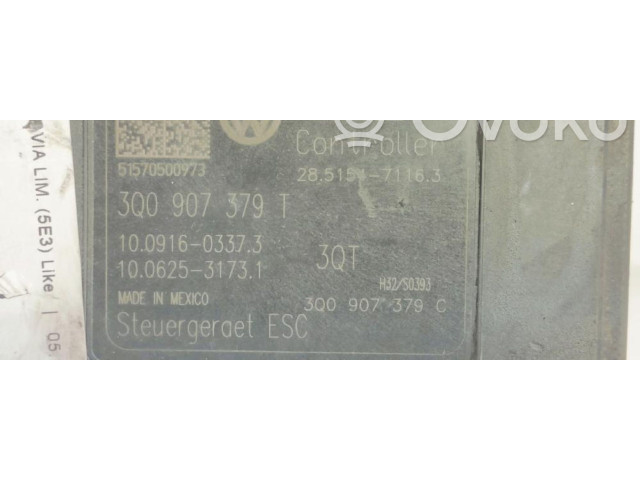 Ovoko
Controller
51570500973
28.5151-7116.3
3Q0 907 379 T
10.0916-0337.3
10.0625-3173.1
3QT
H32/S0393
MADE IN MEXICO
3Q0 907 379 C
Steuergeraet ESC
VIA LIM. (5E3) Like | 05